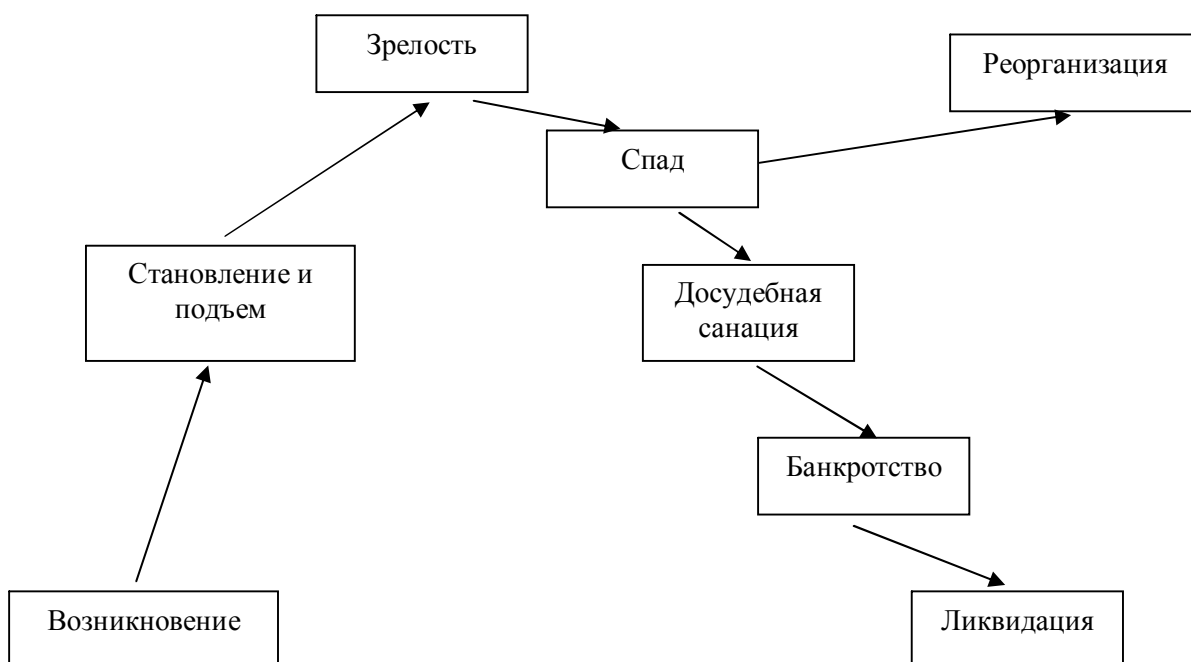 Зрелость
Реорганизация
Спад
Становление и
подъем
Досудебная
санация
Банкротство
Возникновение
Ликвидация